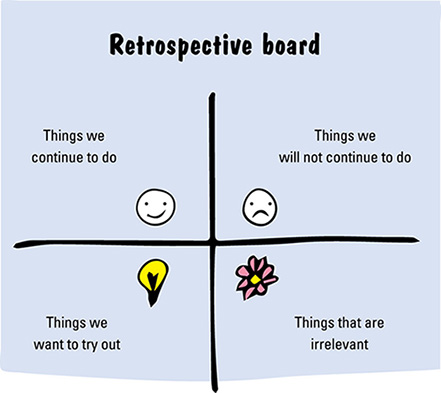 Retrospective board
Things we
continue to do
Things we
will not continue to do
Things we
want to try out
Things that are
irrelevant